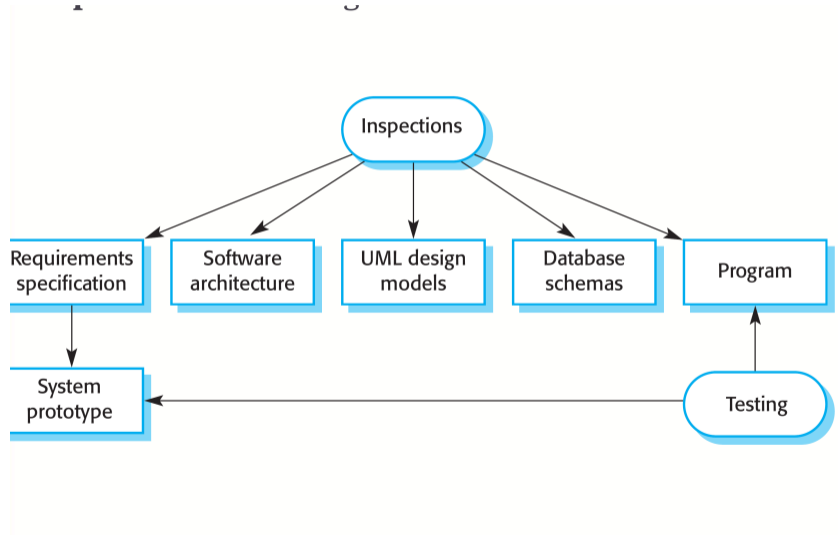 Inspections
Requirements
specification
Software
architecture
UML design
models
Database
schemas
Program
System
prototype
Testing